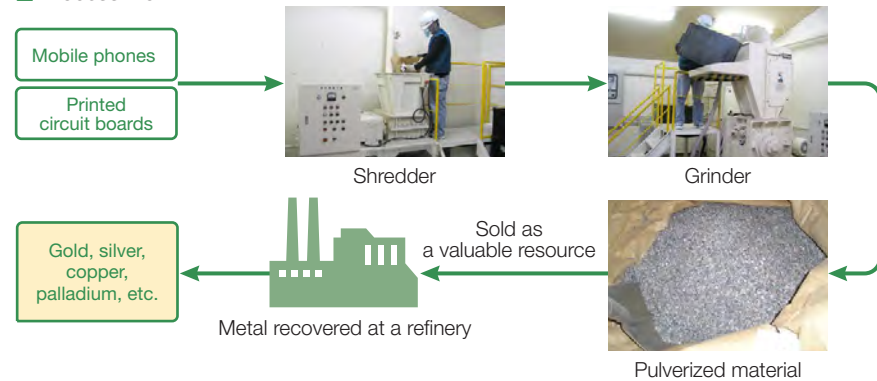 Mobile phones
Printed
circuit boards
Shredder
Grinder
Gold, silver,
copper,
palladium, etc.
Sold as
a valuable resource
Metal recovered at a refinery
Pulverized material